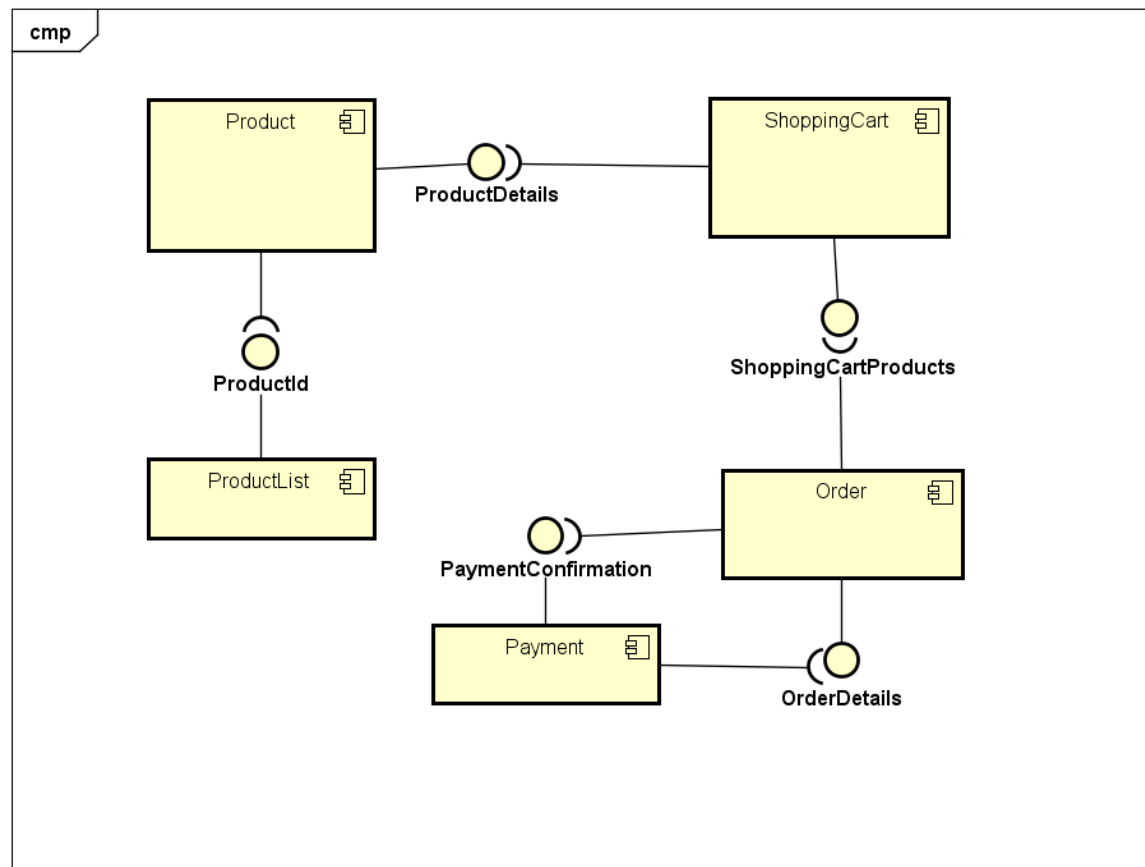 cmp
Product
ShoppingCart
ProductDetails
ProductId
ShoppingCartProducts
ProductList
Order
PaymentConfirmation
Payment
OrderDetails